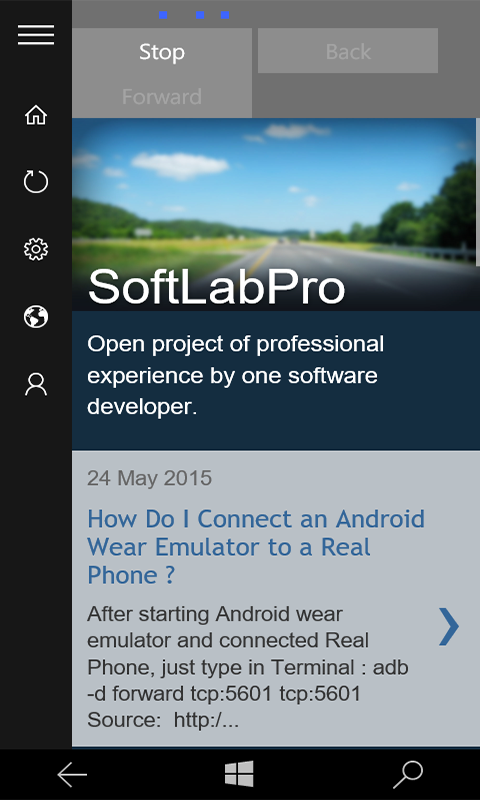 Stop
Back
Forward
SoftLabPro
Open project of professional
experience by one software
developer.
24 May 2015
How Do I Connect an Android
Wear Emulator to a Real
Phone ?
After starting Android wear
emulator and connected Real
Phone, just type in Terminal : adb
-d forward tcp:5601 tcp:5601
Source:  http:/...